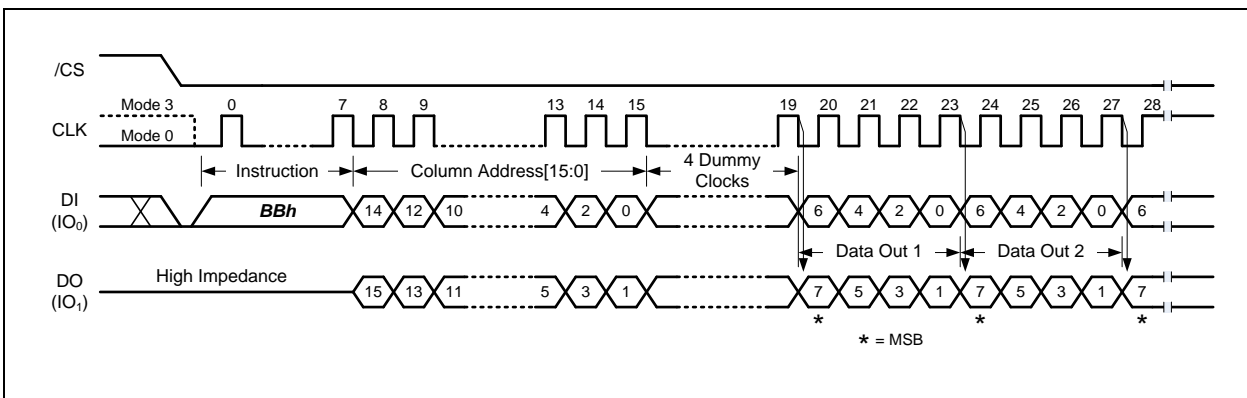 /CS
Mode 3
0 7 8 9 13 14 15 19 20 21 22 23 24 25 26 27 28
CLK
Mode 0
Instruction Column Address[15:0] 4 Dummy Clocks
DI
(IO0)
BBh 14 12 10 4 2 0 6 4 2 0 6 4 2 0 6
Data Out 1 Data Out 2
DO
(IO1)
High Impedance
15 13 11 5 3 1 7 5 3 1 7 5 3 1 7
* * *
* = MSB